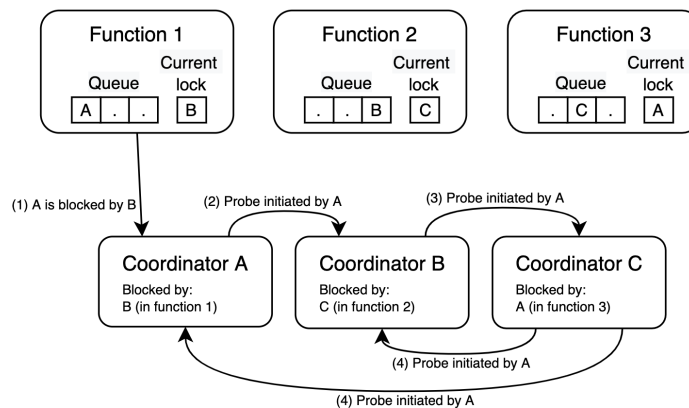 Function 1
Current
Queue
lock
A . . B
Function 2
Current
Queue
lock
. . B C
Function 3
Current
Queue
lock
. C . A
(1) A is blocked by B
(2) Probe initiated by A
(3) Probe initiated by A
Coordinator A
Blocked by:
B (in function 1)
Coordinator B
Blocked by:
C (in function 2)
Coordinator C
Blocked by:
A (in function 3)
(4) Probe initiated by A
(4) Probe initiated by A